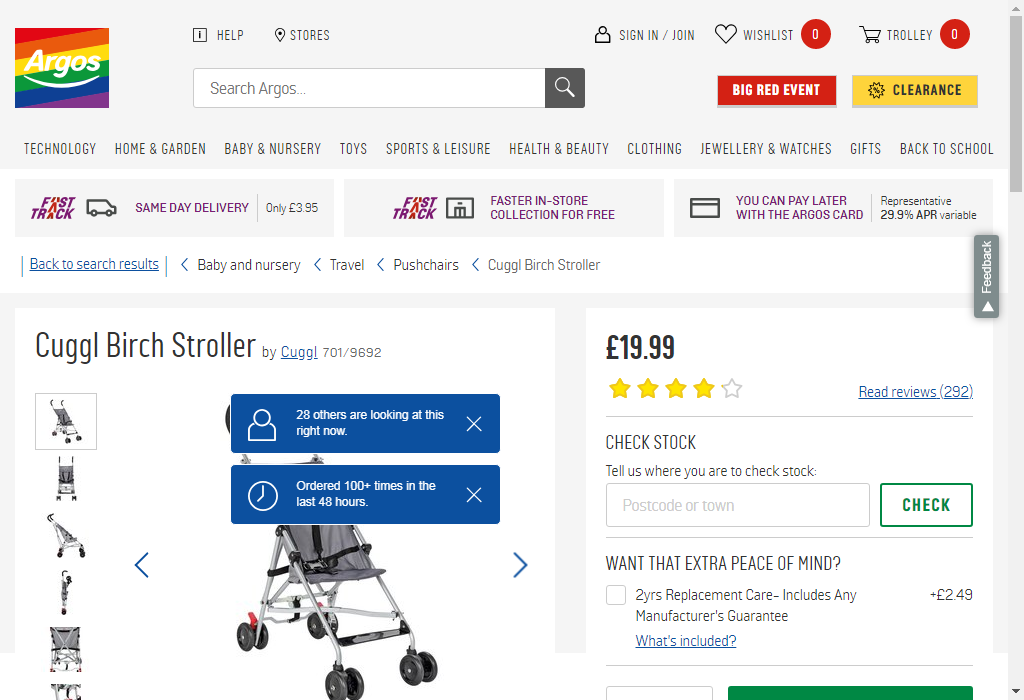 Argos
HELP
STORES
SIGN IN / JOIN
WISHLIST
0
TROLLEY
0
Search Argos...
BIG RED EVENT
CLEARANCE
TECHNOLOGY
HOME & GARDEN
BABY & NURSERY
TOYS
SPORTS & LEISURE
HEALTH & BEAUTY
CLOTHING
JEWELLERY & WATCHES
GIFTS
BACK TO SCHOOL
FAST TRACK
SAME DAY DELIVERY
Only £3.95
FAST TRACK
FASTER IN-STORE
COLLECTION FOR FREE
YOU CAN PAY LATER
WITH THE ARGOS CARD
Representative
29.9% APR variable
Feedback
Back to search results
Baby and nursery
Travel
Pushchairs
Cuggl Birch Stroller
Cuggl Birch Stroller by Cuggl 701/9692
28 others are looking at this
right now.
Ordered 100+ times in the
last 48 hours.
£19.99
Read reviews (292)
CHECK STOCK
Tell us where you are to check stock:
Postcode or town
CHECK
WANT THAT EXTRA PEACE OF MIND?
2yrs Replacement Care- Includes Any
Manufacturer's Guarantee
+£2.49
What's included?